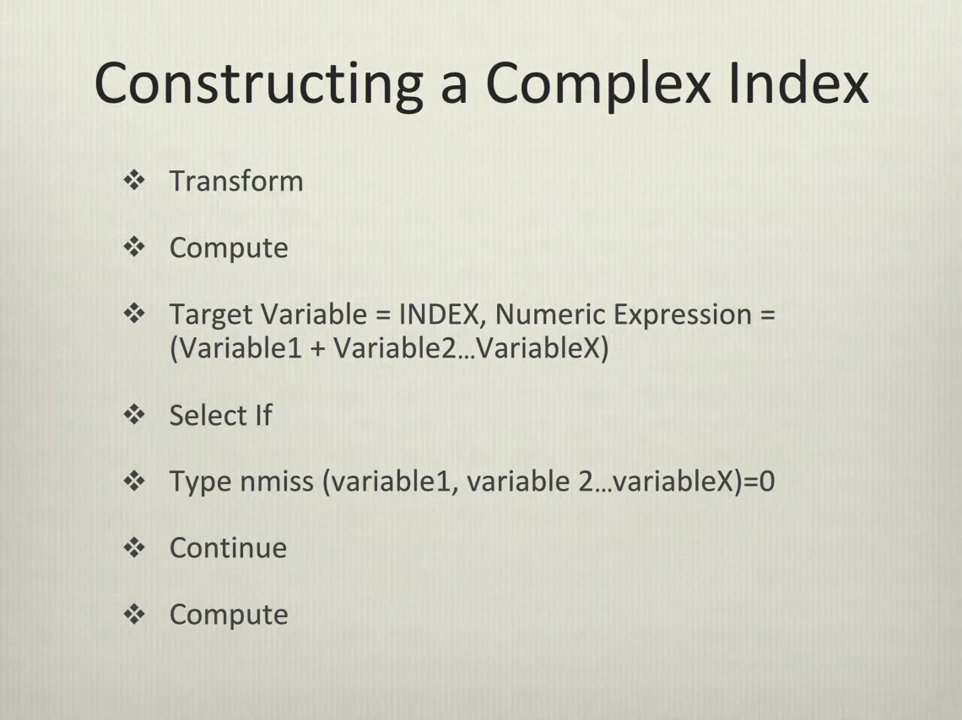 Constructing a Complex Index
❖ Transform
❖ Compute
❖ Target Variable = INDEX, Numeric Expression =
(Variable1 + Variable2…VariableX)
❖ Select If
❖ Type nmiss (variable1, variable 2…variableX)=0
❖ Continue
❖ Compute